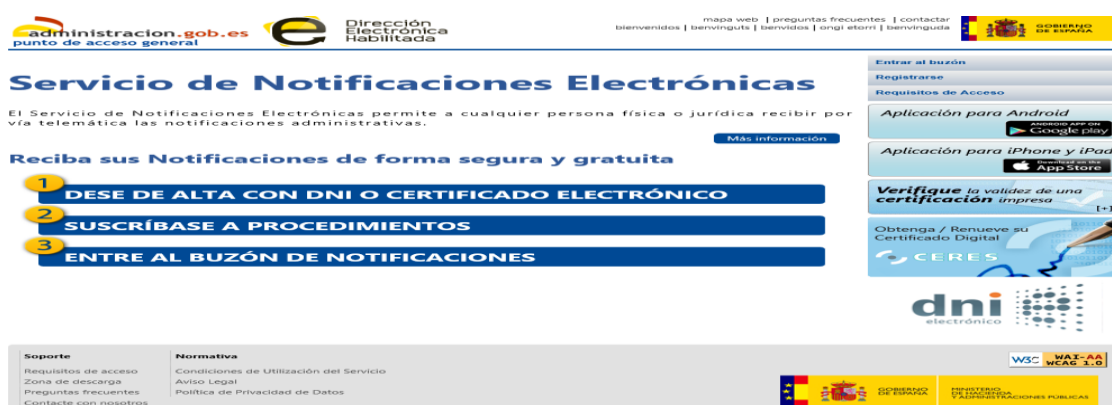 administracion.gob.es
punto de acceso general
Dirección
Electrónica
Habilitada
mapa web | preguntas frecuentes | contactar
bienvenidos | benvinguts | benvidos | ongi etorri | benvinguda
GOBIERNO
DE ESPAÑA
Servicio de Notificaciones Electrónicas
El Servicio de Notificaciones Electrónicas permite a cualquier persona física o jurídica recibir por
vía telemática las notificaciones administrativas.
Más información
Reciba sus Notificaciones de forma segura y gratuita
1
DESE DE ALTA CON DNI O CERTIFICADO ELECTRÓNICO
2
SUSCRÍBASE A PROCEDIMIENTOS
3
ENTRE AL BUZÓN DE NOTIFICACIONES
Entrar al buzón
Registrarse
Requisitos de Acceso
Aplicación para Android
ANDROID APP ON
Google play
Aplicación para iPhone y iPad
Download on the
App Store
Verifique la validez de una
certificación impresa
[+]
Obtenga / Renueve su
Certificado Digital
CERES
dni
electrónico
Soporte
Requisitos de acceso
Zona de descarga
Preguntas frecuentes
Contacte con nosotros
Normativa
Condiciones de Utilización del Servicio
Aviso Legal
Política de Privacidad de Datos
W3C WAI-AA
WCAG 1.0
GOBIERNO
DE ESPAÑA
MINISTERIO
DE HACIENDA
Y ADMINISTRACIONES PÚBLICAS